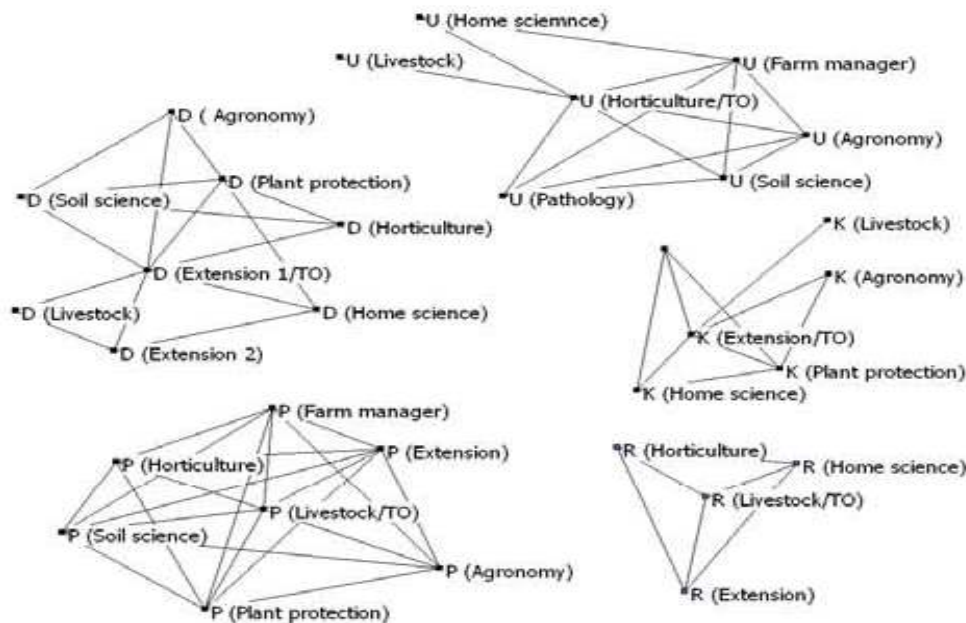 U (Home sciemnce)
U (Livestock)
U (Farm manager)
U (Horticulture/TO)
U (Agronomy)
U (Soil science)
U (Pathology)
D ( Agronomy)
D (Plant protection)
D (Soil science)
D (Horticulture)
D (Extension 1/TO)
D (Livestock)
D (Home science)
D (Extension 2)
K (Livestock)
K (Agronomy)
K (Extension/TO)
K (Plant protection)
K (Home science)
P (Farm manager)
P (Extension)
P (Horticulture)
P (Livestock/TO)
P (Soil science)
P (Agronomy)
P (Plant protection)
R (Horticulture)
R (Home science)
R (Livestock/TO)
R (Extension)